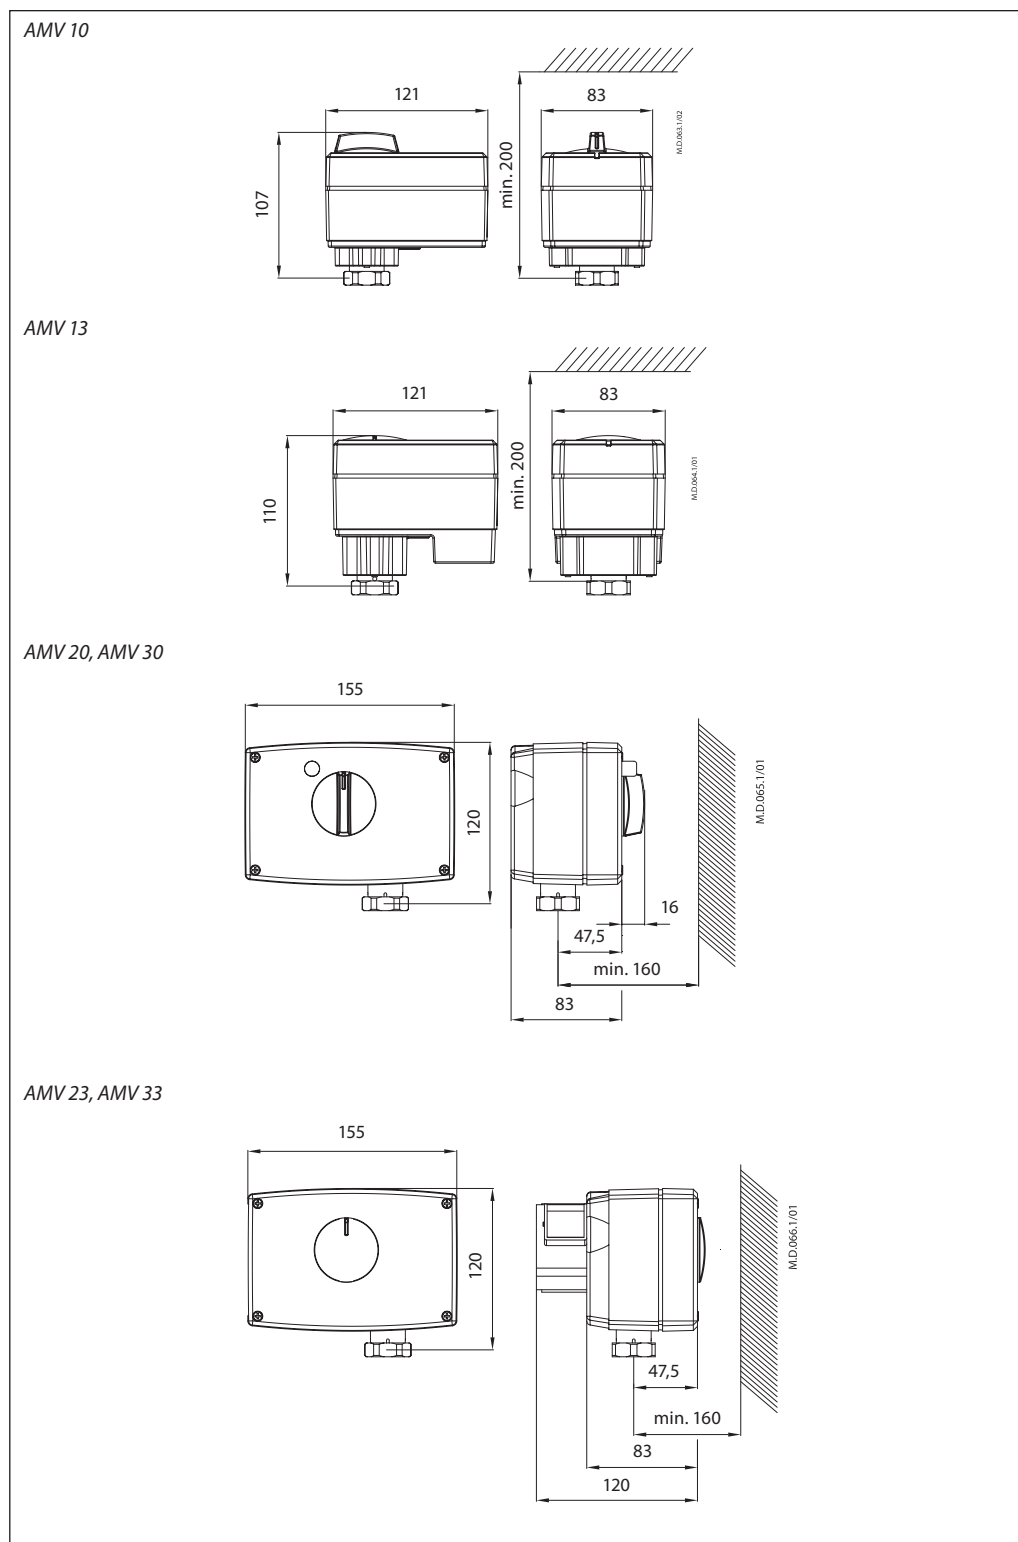 AMV 10
121
83
M.D.063.1/02
107
min. 200
AMV 13
121
83
M.D.064.1/01
110
min. 200
AMV 20, AMV 30
155
120
M.D.065.1/01
16
47,5
min. 160
83
AMV 23, AMV 33
155
120
M.D.066.1/01
47,5
min. 160
83
120